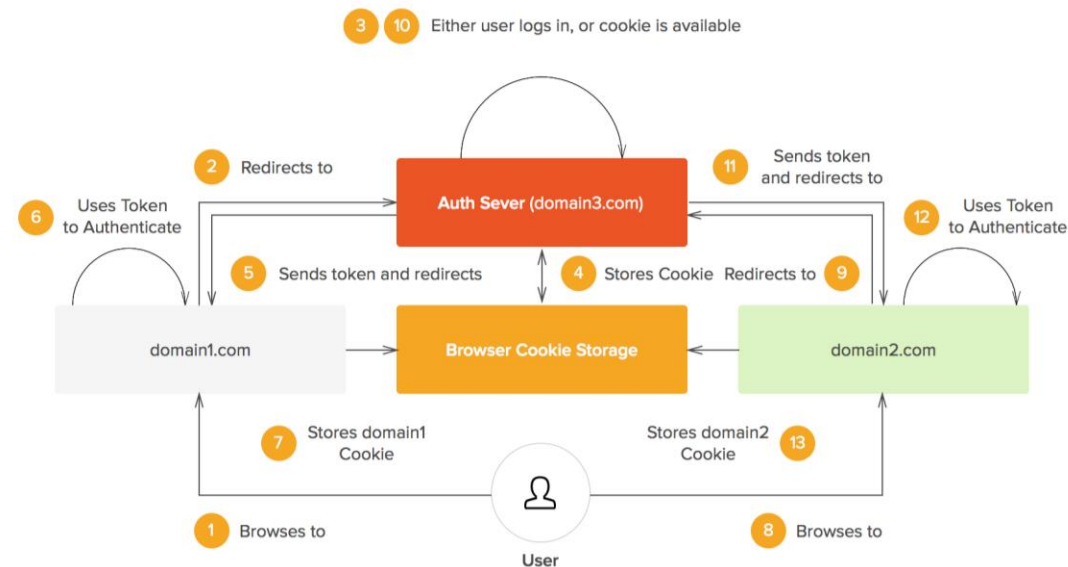 3 10 Either user logs in, or cookie is available
2 Redirects to
11 Sends token
and redirects to
Auth Sever (domain3.com)
6 Uses Token
to Authenticate
12 Uses Token
to Authenticate
5 Sends token and redirects
4 Stores Cookie
Redirects to 9
domain1.com
Browser Cookie Storage
domain2.com
7 Stores domain1
Cookie
Stores domain2
Cookie 13
1 Browses to
8 Browses to
User